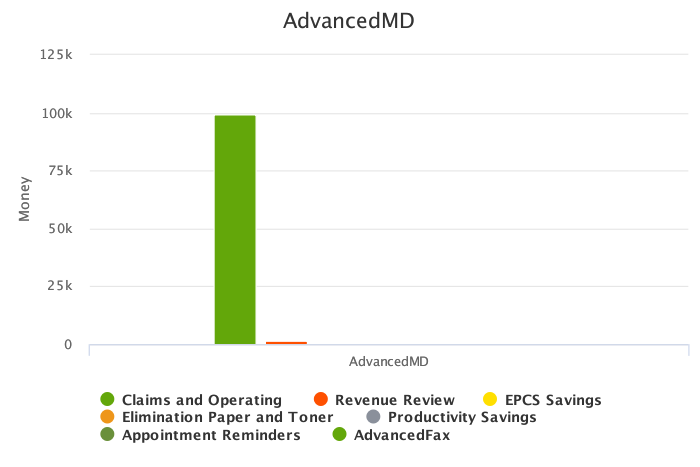 AdvancedMD
125k
100k
75k
50k
25k
0
Money
AdvancedMD
Claims and Operating Revenue Review EPCS Savings
Elimination Paper and Toner Productivity Savings
Appointment Reminders AdvancedFax